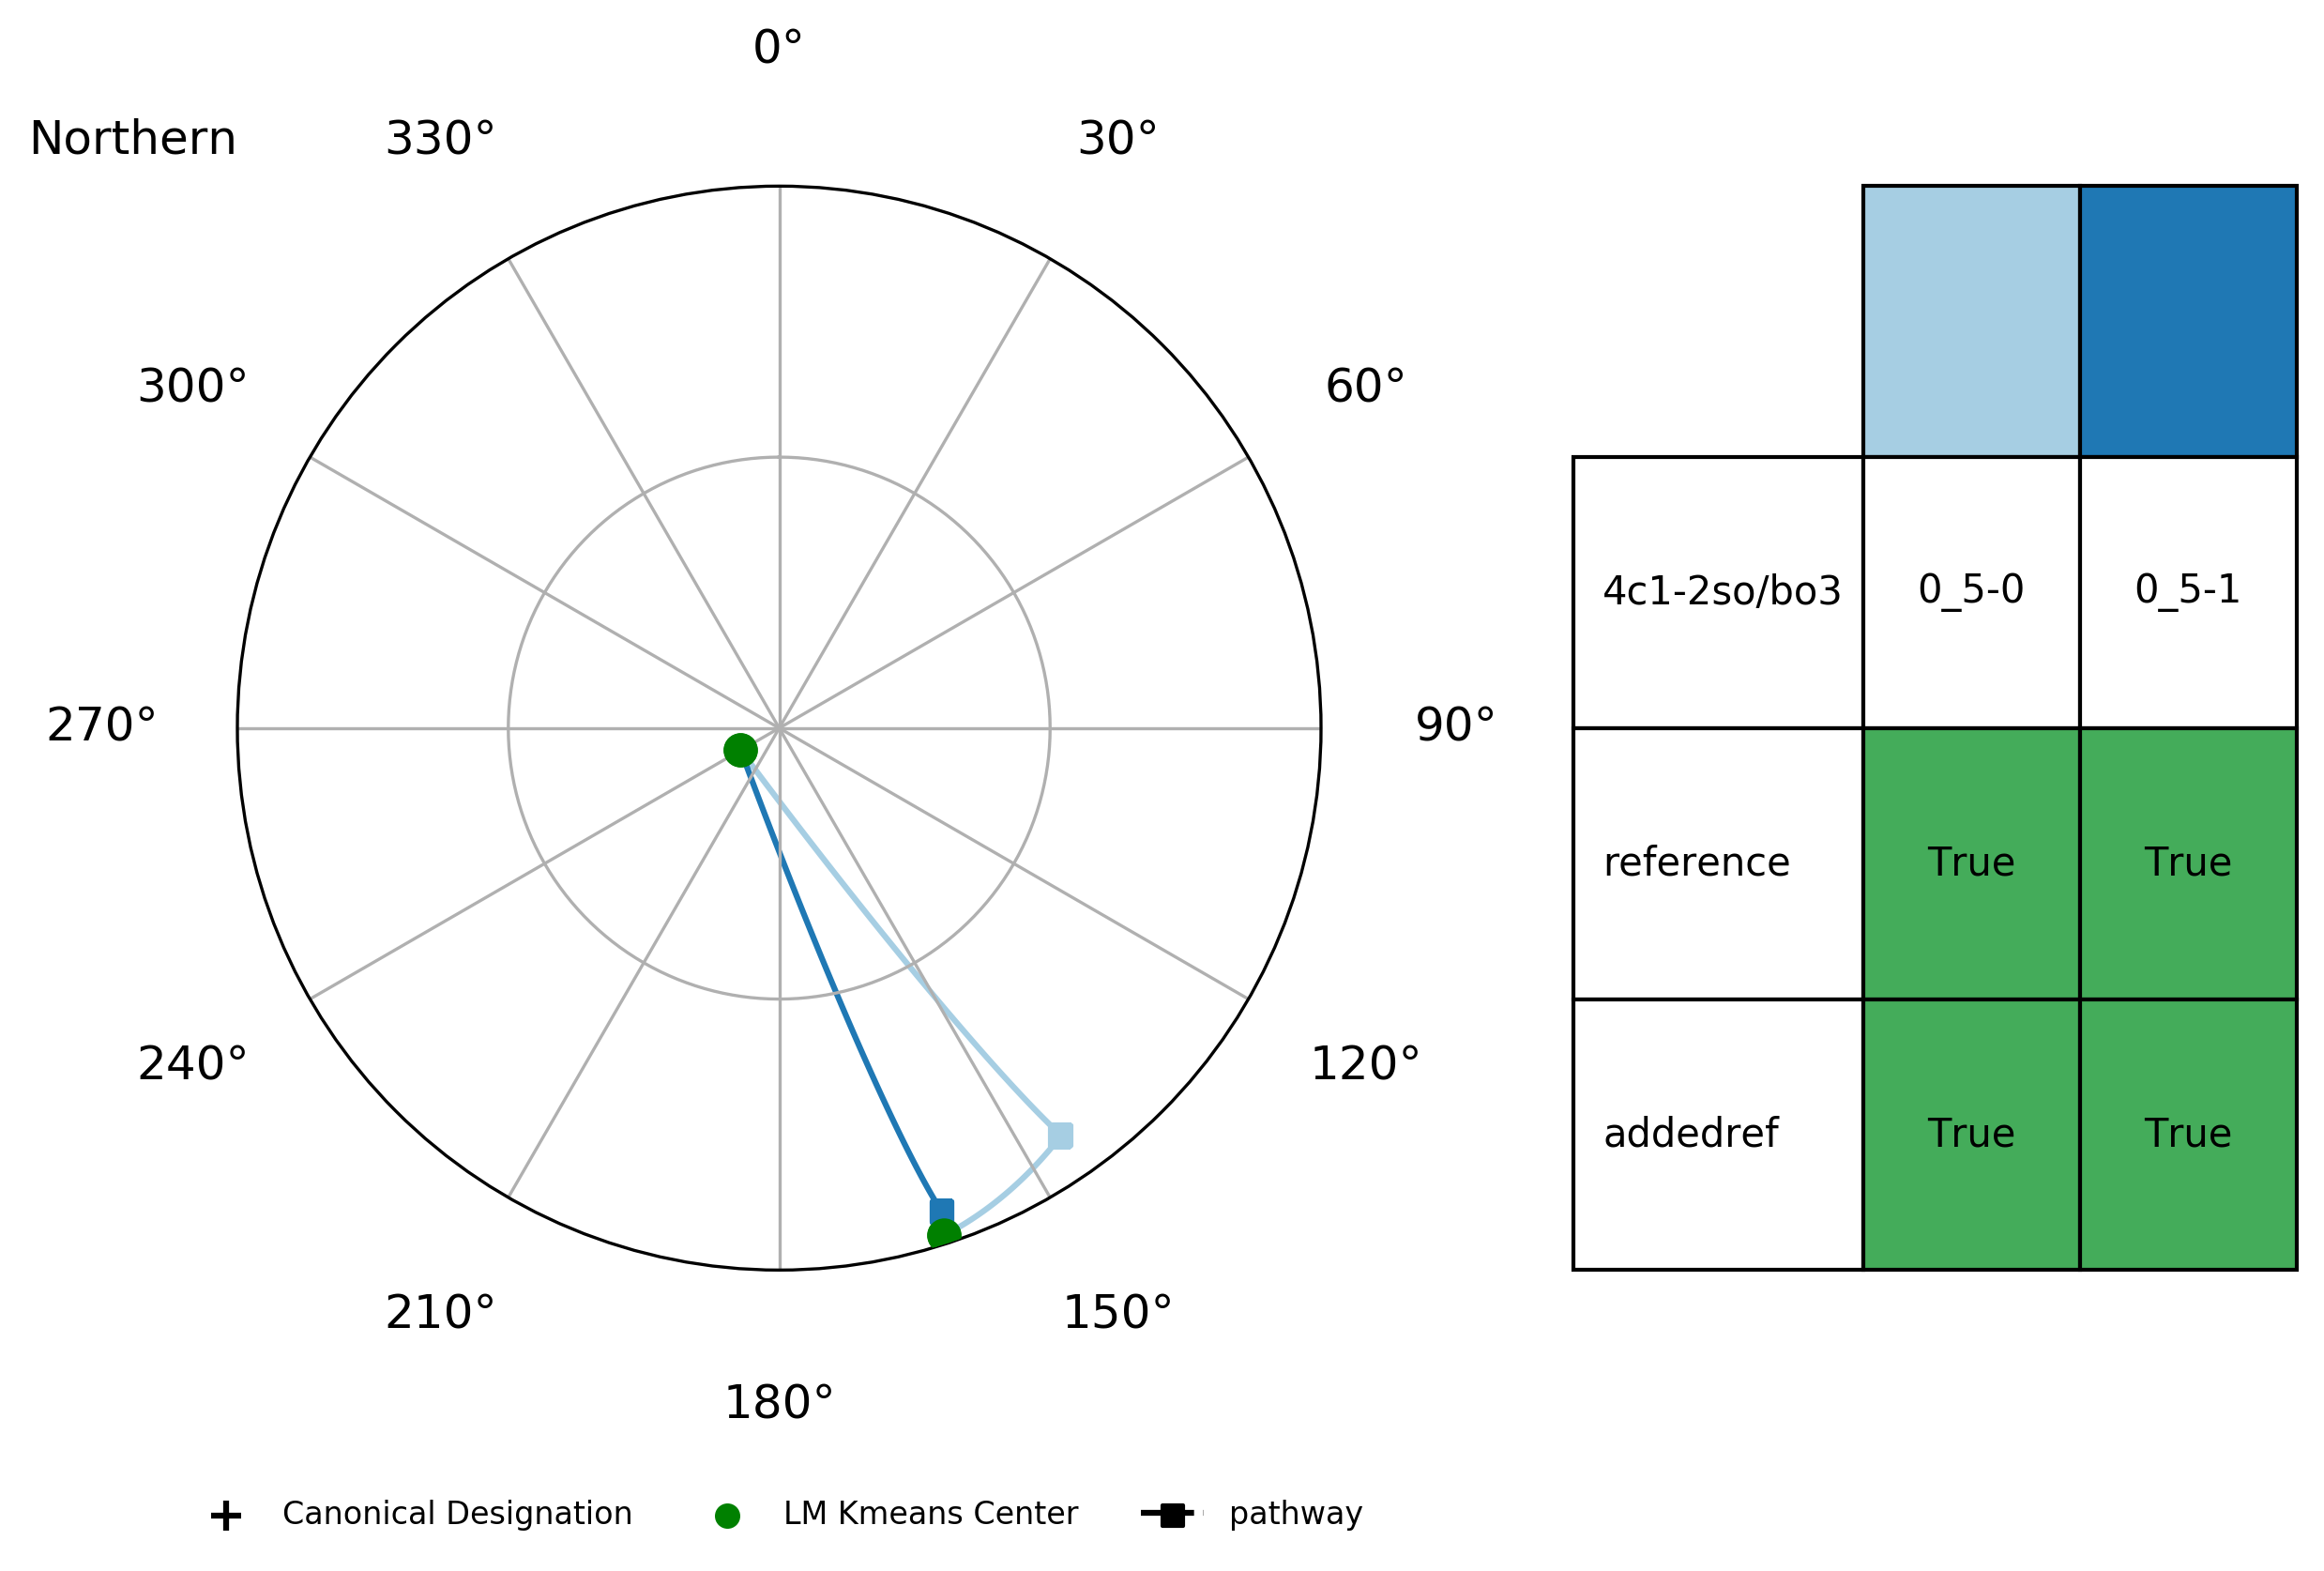 0°
Northern
330°
30°
300°
60°
270°
90°
240°
120°
210°
150°
180°
4c1-2so/bo3 0_5-0 0_5-1
reference True True
addedref True True
Canonical Designation LM Kmeans Center pathway